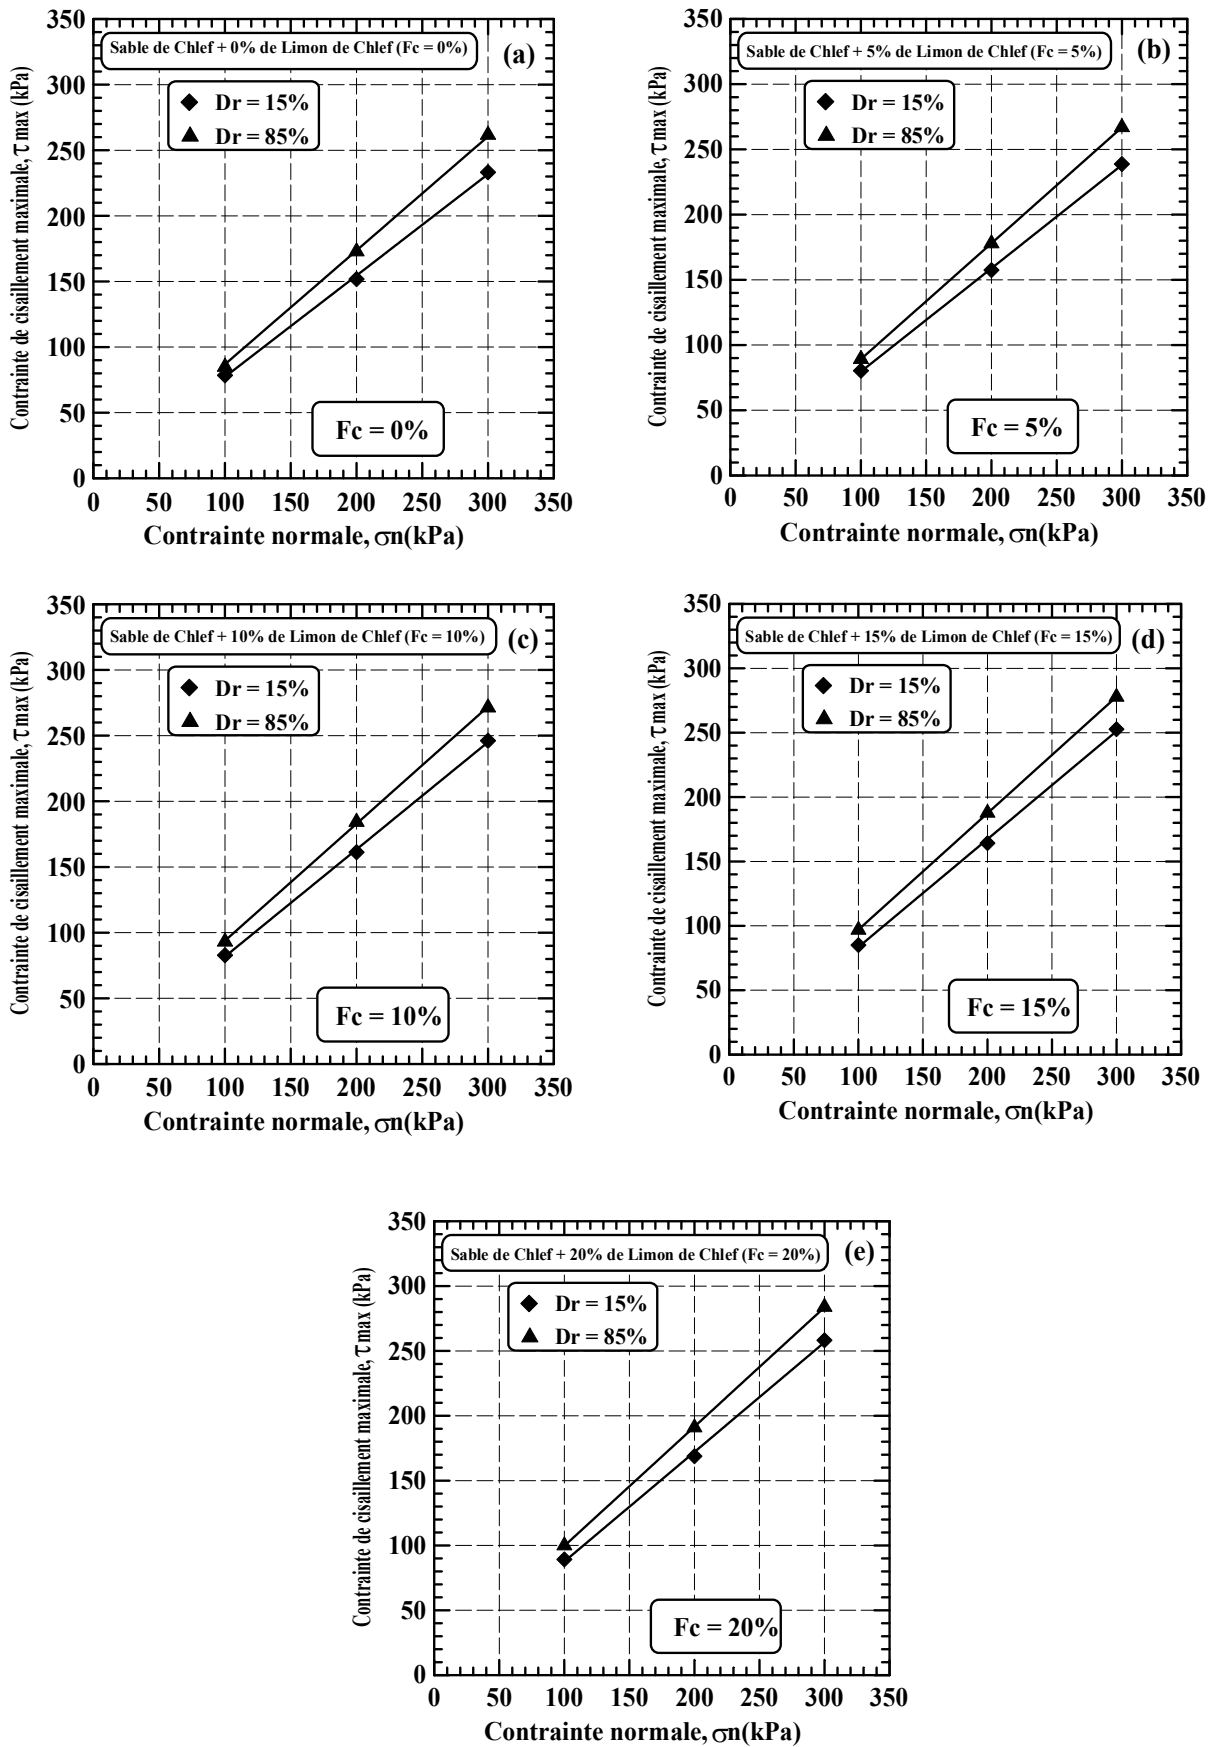 Sable de Chlef + 0% de Limon de Chlef (Fc = 0%)
(a)
Dr = 15%
Dr = 85%
Fc = 0%
Contrainte de cisaillement maximale, τ max (kPa)
350
300
250
200
150
100
50
0
0 50 100 150 200 250 300 350
Contrainte normale, σn(kPa)
Sable de Chlef + 5% de Limon de Chlef (Fc = 5%)
(b)
Dr = 15%
Dr = 85%
Fc = 5%
Contrainte de cisaillement maximale, τ max (kPa)
350
300
250
200
150
100
50
0
0 50 100 150 200 250 300 350
Contrainte normale, σn(kPa)
Sable de Chlef + 10% de Limon de Chlef (Fc = 10%)
(c)
Dr = 15%
Dr = 85%
Fc = 10%
Contrainte de cisaillement maximale, τ max (kPa)
350
300
250
200
150
100
50
0
0 50 100 150 200 250 300 350
Contrainte normale, σn(kPa)
Sable de Chlef + 15% de Limon de Chlef (Fc = 15%)
(d)
Dr = 15%
Dr = 85%
Fc = 15%
Contrainte de cisaillement maximale, τ max (kPa)
350
300
250
200
150
100
50
0
0 50 100 150 200 250 300 350
Contrainte normale, σn(kPa)
Sable de Chlef + 20% de Limon de Chlef (Fc = 20%)
(e)
Dr = 15%
Dr = 85%
Fc = 20%
Contrainte de cisaillement maximale, τ max (kPa)
350
300
250
200
150
100
50
0
0 50 100 150 200 250 300 350
Contrainte normale, σn(kPa)